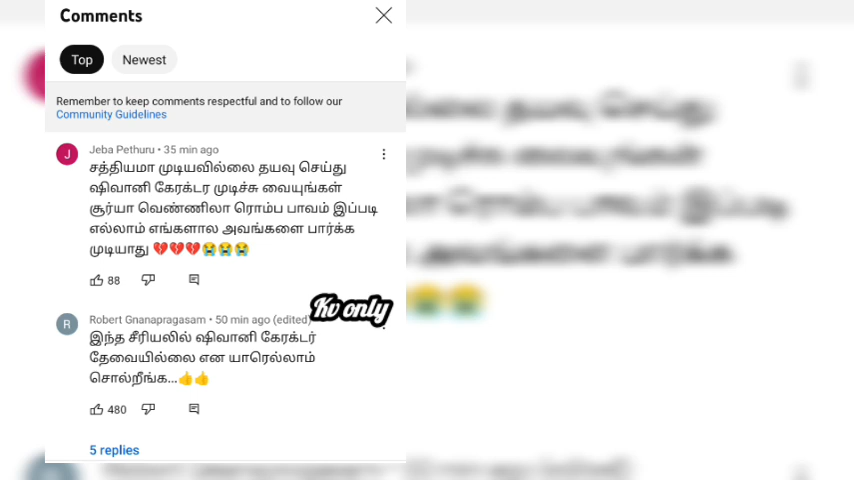 Comments
Top
Newest
Remember to keep comments respectful and to follow our
Community Guidelines
J
Jeba Pethuru • 35 min ago
சத்தியமா முடியவில்லை தயவு செய்து
ஷிவானி கேரக்டர முடிச்சு வையுங்கள்
சூர்யா வெண்ணிலா ரொம்ப பாவம் இப்படி
எல்லாம் எங்களால அவங்களை பார்க்க
முடியாது 💔💔💔😭😭😭
88
Kv only
R
Robert Gnanapragasam • 50 min ago (edited)
இந்த சீரியலில் ஷிவானி கேரக்டர்
தேவையில்லை என யாரெல்லாம்
சொல்றீங்க...👍👍
480
5 replies